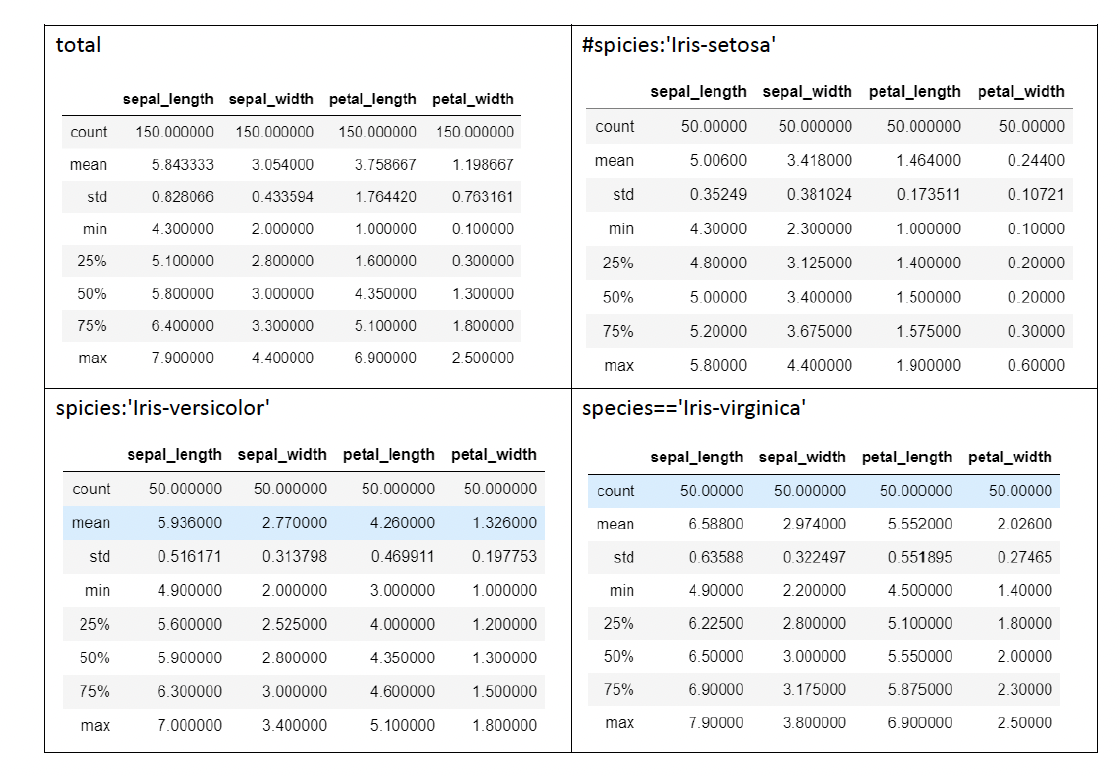 total
sepal_length sepal_width petal_length petal_width
count 150.000000 150.000000 150.000000 150.000000
mean 5.843333 3.054000 3.758667 1.198667
std 0.828066 0.433594 1.764420 0.763161
min 4.300000 2.000000 1.000000 0.100000
25% 5.100000 2.800000 1.600000 0.300000
50% 5.800000 3.000000 4.350000 1.300000
75% 6.400000 3.300000 5.100000 1.800000
max 7.900000 4.400000 6.900000 2.500000
#spicies:'Iris-setosa'
sepal_length sepal_width petal_length petal_width
count 50.00000 50.000000 50.000000 50.00000
mean 5.00600 3.418000 1.464000 0.24400
std 0.35249 0.381024 0.173511 0.10721
min 4.30000 2.300000 1.000000 0.10000
25% 4.80000 3.125000 1.400000 0.20000
50% 5.00000 3.400000 1.500000 0.20000
75% 5.20000 3.675000 1.575000 0.30000
max 5.80000 4.400000 1.900000 0.60000
spicies:'Iris-versicolor'
sepal_length sepal_width petal_length petal_width
count 50.000000 50.000000 50.000000 50.000000
mean 5.936000 2.770000 4.260000 1.326000
std 0.516171 0.313798 0.469911 0.197753
min 4.900000 2.000000 3.000000 1.000000
25% 5.600000 2.525000 4.000000 1.200000
50% 5.900000 2.800000 4.350000 1.300000
75% 6.300000 3.000000 4.600000 1.500000
max 7.000000 3.400000 5.100000 1.800000
species=='Iris-virginica'
sepal_length sepal_width petal_length petal_width
count 50.00000 50.000000 50.000000 50.00000
mean 6.58800 2.974000 5.552000 2.02600
std 0.63588 0.322497 0.551895 0.27465
min 4.90000 2.200000 4.500000 1.40000
25% 6.22500 2.800000 5.100000 1.80000
50% 6.50000 3.000000 5.550000 2.00000
75% 6.90000 3.175000 5.875000 2.30000
max 7.90000 3.800000 6.900000 2.50000